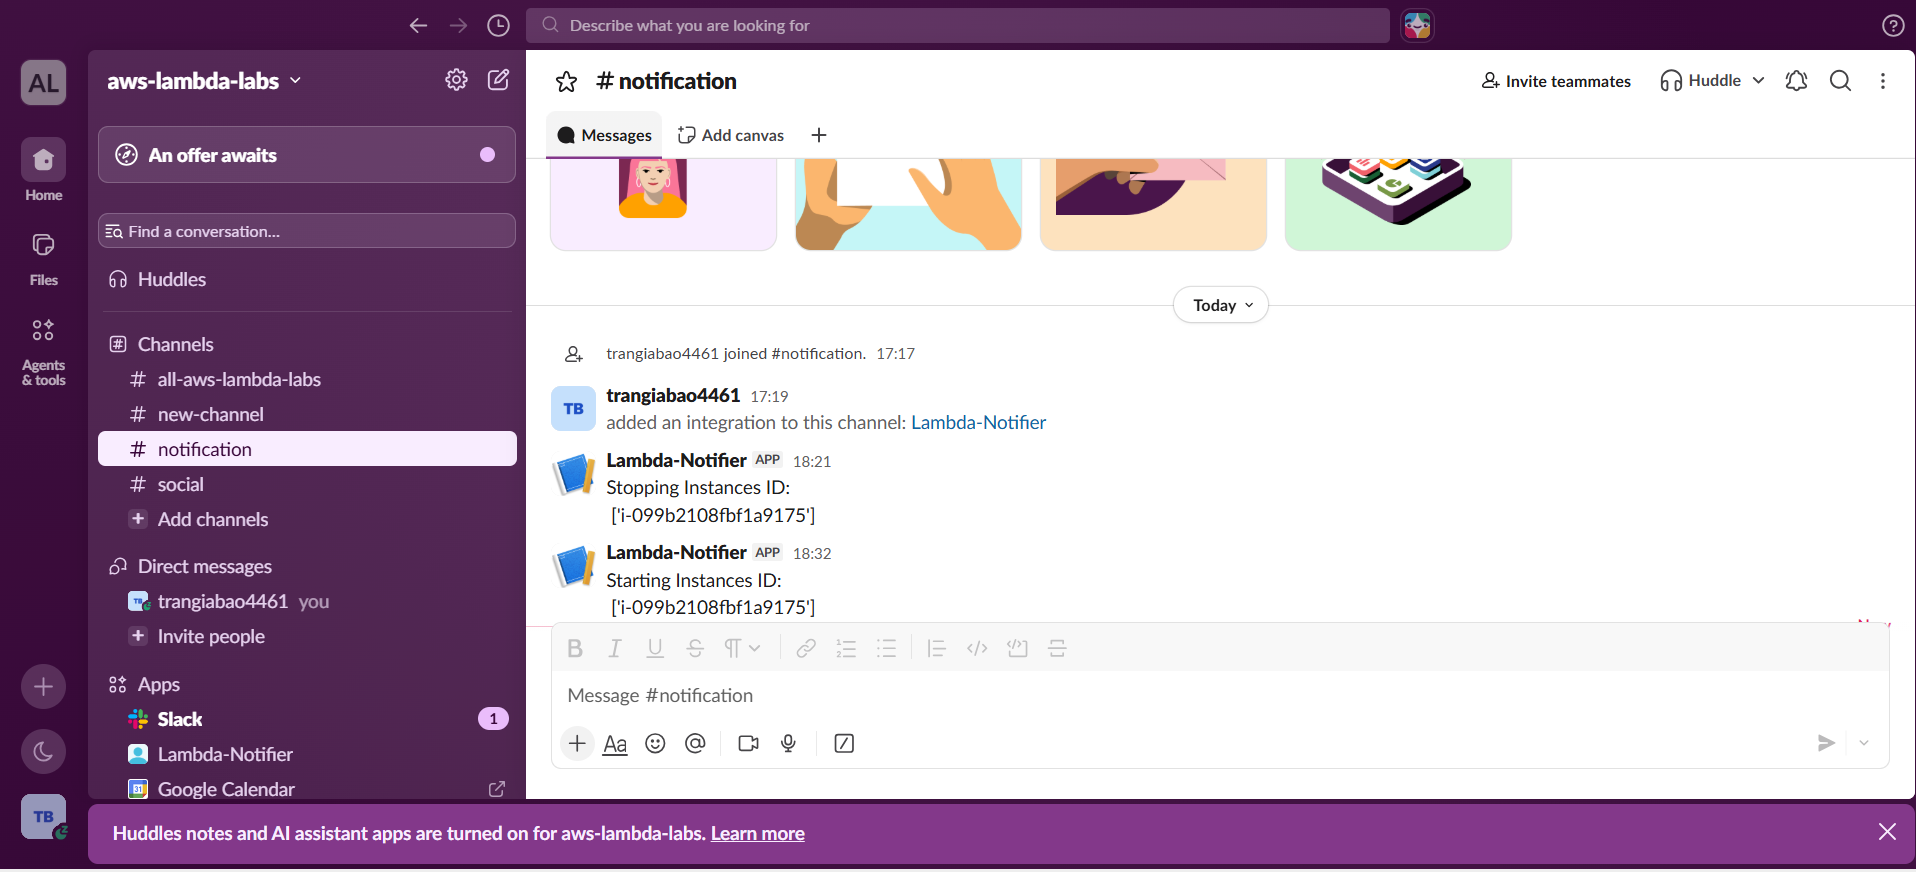 Describe what you are looking for
AL
aws-lambda-labs
# notification
Invite teammates
Huddle
An offer awaits
Messages
Add canvas
Home
Find a conversation...
Files
Huddles
Today
Agents
& tools
Channels
# all-aws-lambda-labs
# new-channel
# notification
# social
Add channels
trangiabao4461 joined #notification. 17:17
TB
trangiabao4461 17:19
added an integration to this channel: Lambda-Notifier
Lambda-Notifier APP 18:21
Stopping Instances ID:
['i-099b2108fbf1a9175']
Lambda-Notifier APP 18:32
Starting Instances ID:
['i-099b2108fbf1a9175']
Direct messages
TB trangiabao4461 you
Invite people
Apps
Slack 1
Lambda-Notifier
31 Google Calendar
Message #notification
Aa
TB
Huddles notes and AI assistant apps are turned on for aws-lambda-labs. Learn more